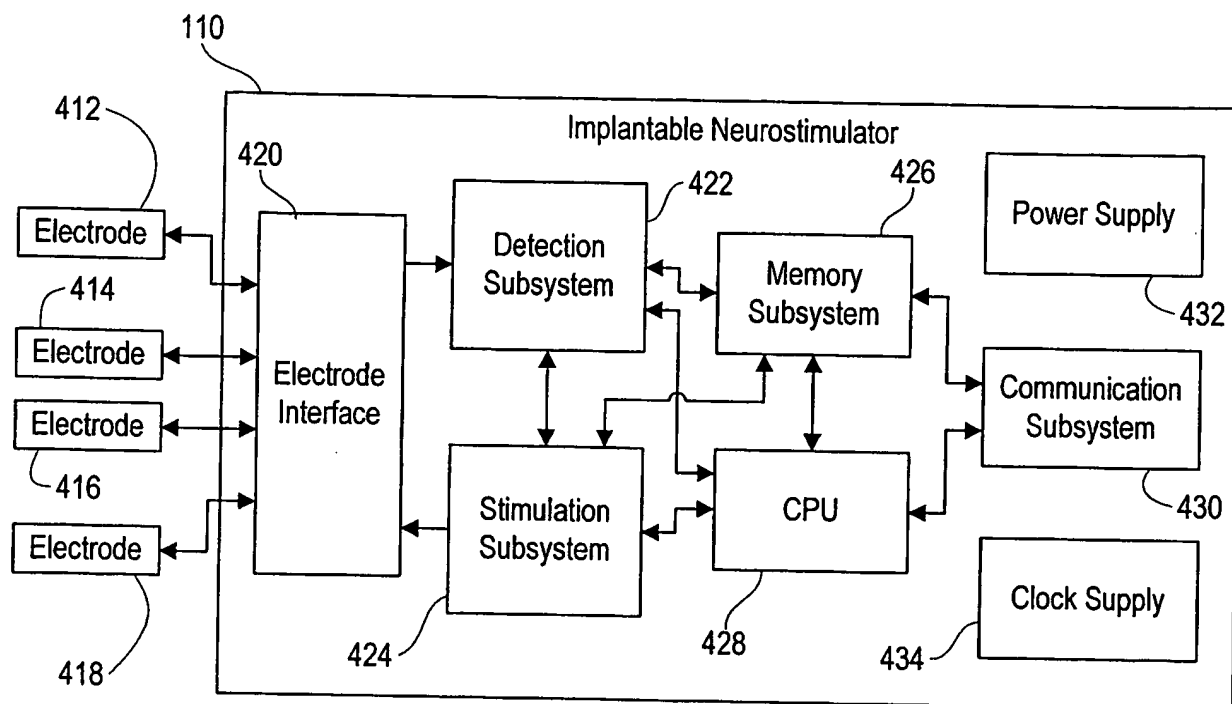 110
412
Implantable Neurostimulator
420
422
426
Electrode
Detection
Subsystem
Memory
Subsystem
Power Supply
414
432
Electrode
Electrode
Interface
Communication
Subsystem
Electrode
416
430
Stimulation
Subsystem
CPU
Electrode
Clock Supply
424
428
434
418